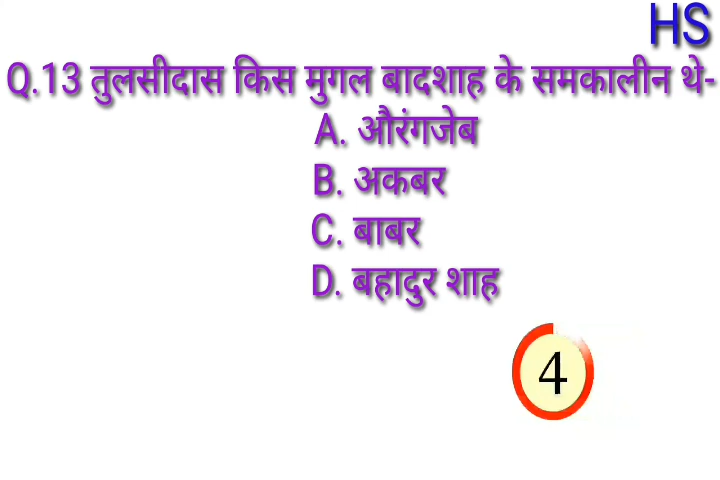 HS
Q.13 तुलसीदास किस मुगल बादशाह के समकालीन थे-
A. औरंगजेब
B. अकबर
C. बाबर
D. बहादुर शाह
4